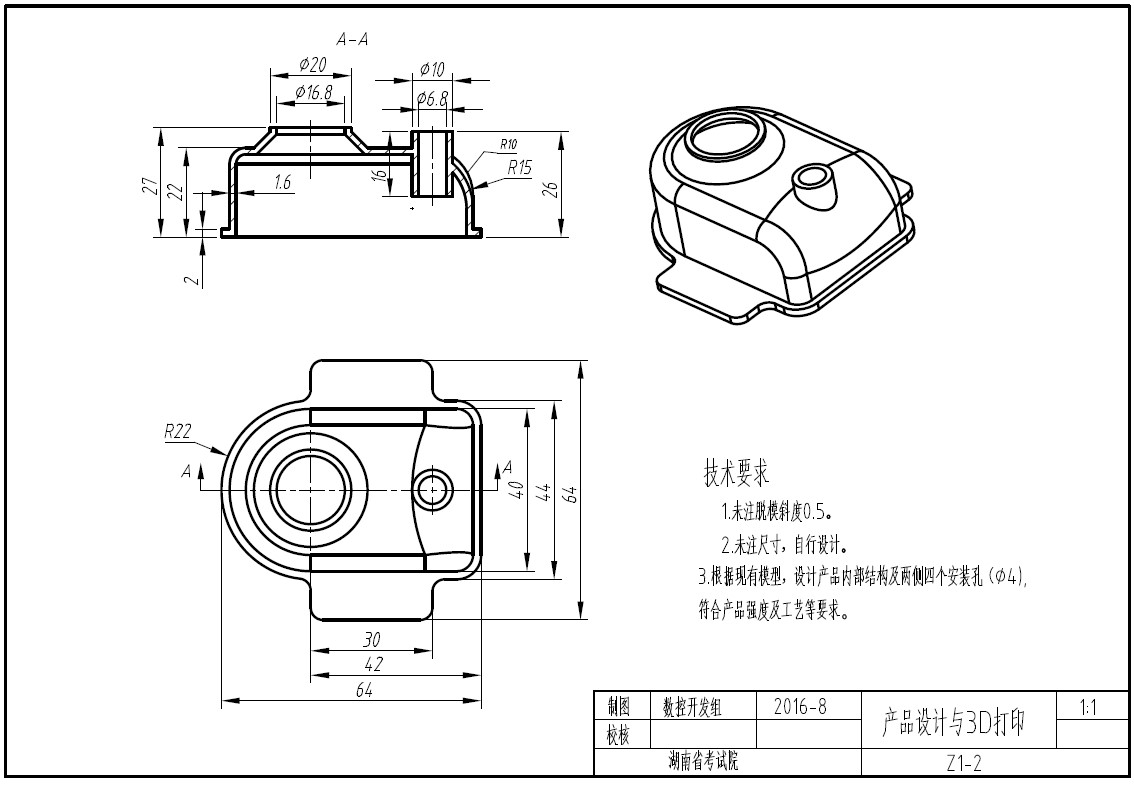 A-A
φ20
φ16.8
φ10
φ6.8
R10
R15
27
22
1.6
16
26
2
R22
A
A
40
44
64
30
42
64
技术要求
1.未注脱模斜度0.5。
2.未注尺寸，自行设计。
3.根据现有模型，设计产品内部结构及两侧四个安装孔（φ4），
符合产品强度及工艺等要求。
制图 数控开发组 2016-8 产品设计与3D打印 1:1
校核
湖南省考试院 Z1-2